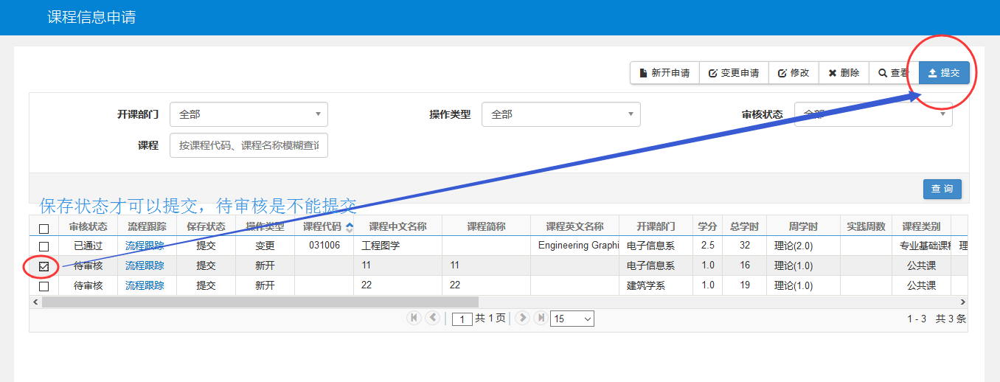 课程信息申请
新开申请 变更申请 修改 删除 查看 提交
开课部门 全部 操作类型 全部 审核状态 全部
课程 按课程代码、课程名称模糊查询
查 询
保存状态才可以提交，待审核是不能提交
审核状态 流程跟踪 保存状态 操作类型 课程代码 课程中文名称 课程简称 课程英文名称 开课部门 学分 总学时 周学时 实践周数 课程类别
已通过 流程跟踪 提交 变更 031006 工程图学 Engineering Graphi 电子信息系 2.5 32 理论(2.0) 专业基础课程 理
待审核 流程跟踪 提交 新开 11 11 电子信息系 1.0 16 理论(1.0) 公共课
待审核 流程跟踪 提交 新开 22 22 建筑学系 1.0 19 理论(1.0) 公共课
1 共 1 页 15 1 - 3 共 3 条